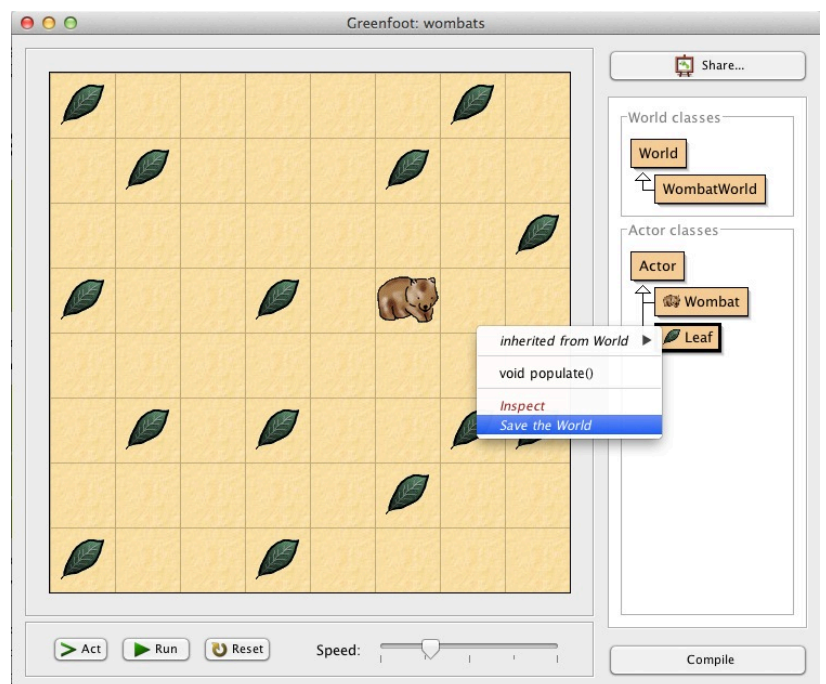 Greenfoot: wombats
Share...
World classes
World
WombatWorld
Actor classes
Actor
Wombat
Leaf
inherited from World
void populate()
Inspect
Save the World
Act
Run
Reset
Speed:
Compile